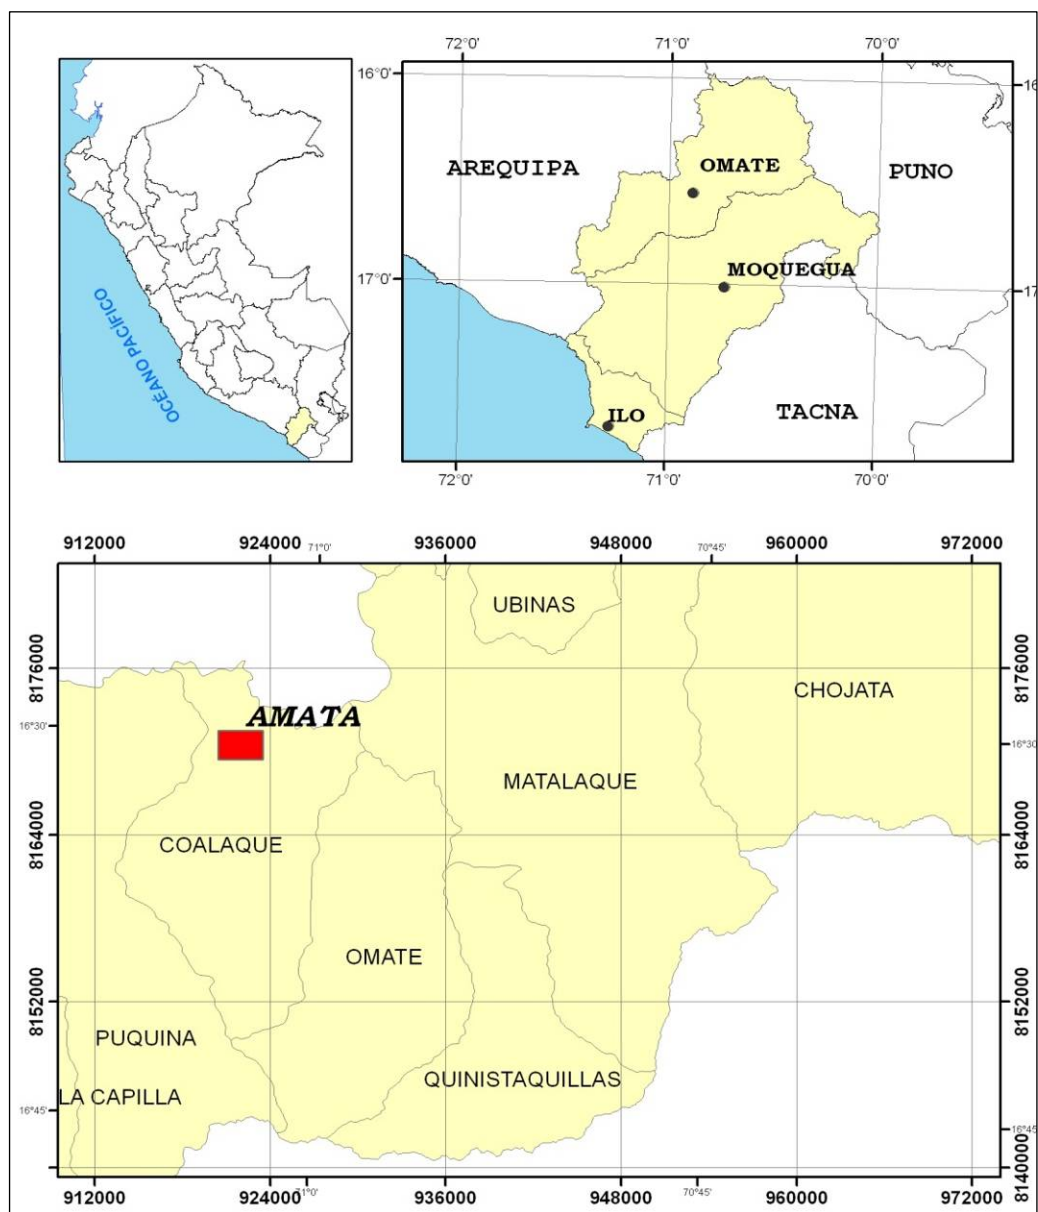 OCÉANO PACÍFICO
72°0'
71°0'
70°0'
16°0'
16
AREQUIPA
OMATE
PUNO
17°0'
MOQUEGUA
17
ILO
TACNA
72°0'
71°0'
70°0'
912000
924000
71°0'
936000
948000
70°45'
960000
972000
UBINAS
8176000
8176000
CHOJATA
16°30'
AMATA
16°30'
MATALAQUE
8164000
COALAQUE
8164000
OMATE
8152000
8152000
PUQUINA
QUINISTAQUILLAS
LA CAPILLA
16°45'
16°45'
8140000
912000
924000
71°0'
936000
948000
70°45'
960000
972000